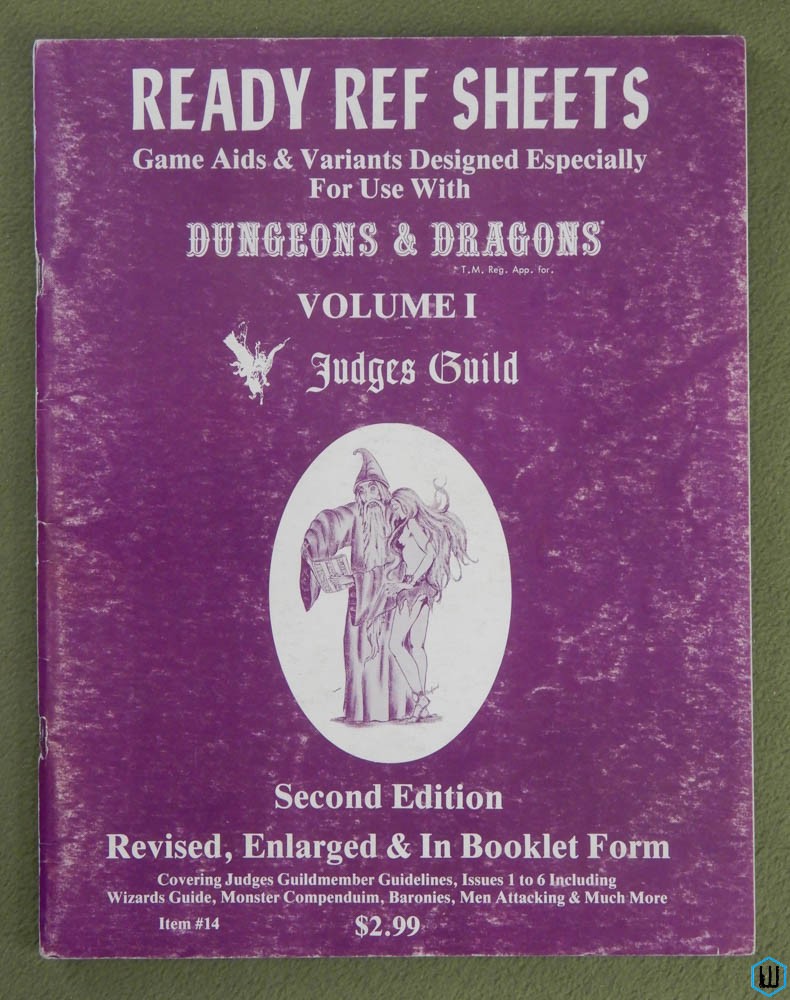 READY REF SHEETS
Game Aids & Variants Designed Especially
For Use With
DUNGEONS & DRAGONS®
T.M. Reg. App. for.
VOLUME I
Judges Guild
Second Edition
Revised, Enlarged & In Booklet Form
Covering Judges Guildmember Guidelines, Issues 1 to 6 Including
Wizards Guide, Monster Compenduim, Baronies, Men Attacking & Much More
Item #14
$2.99